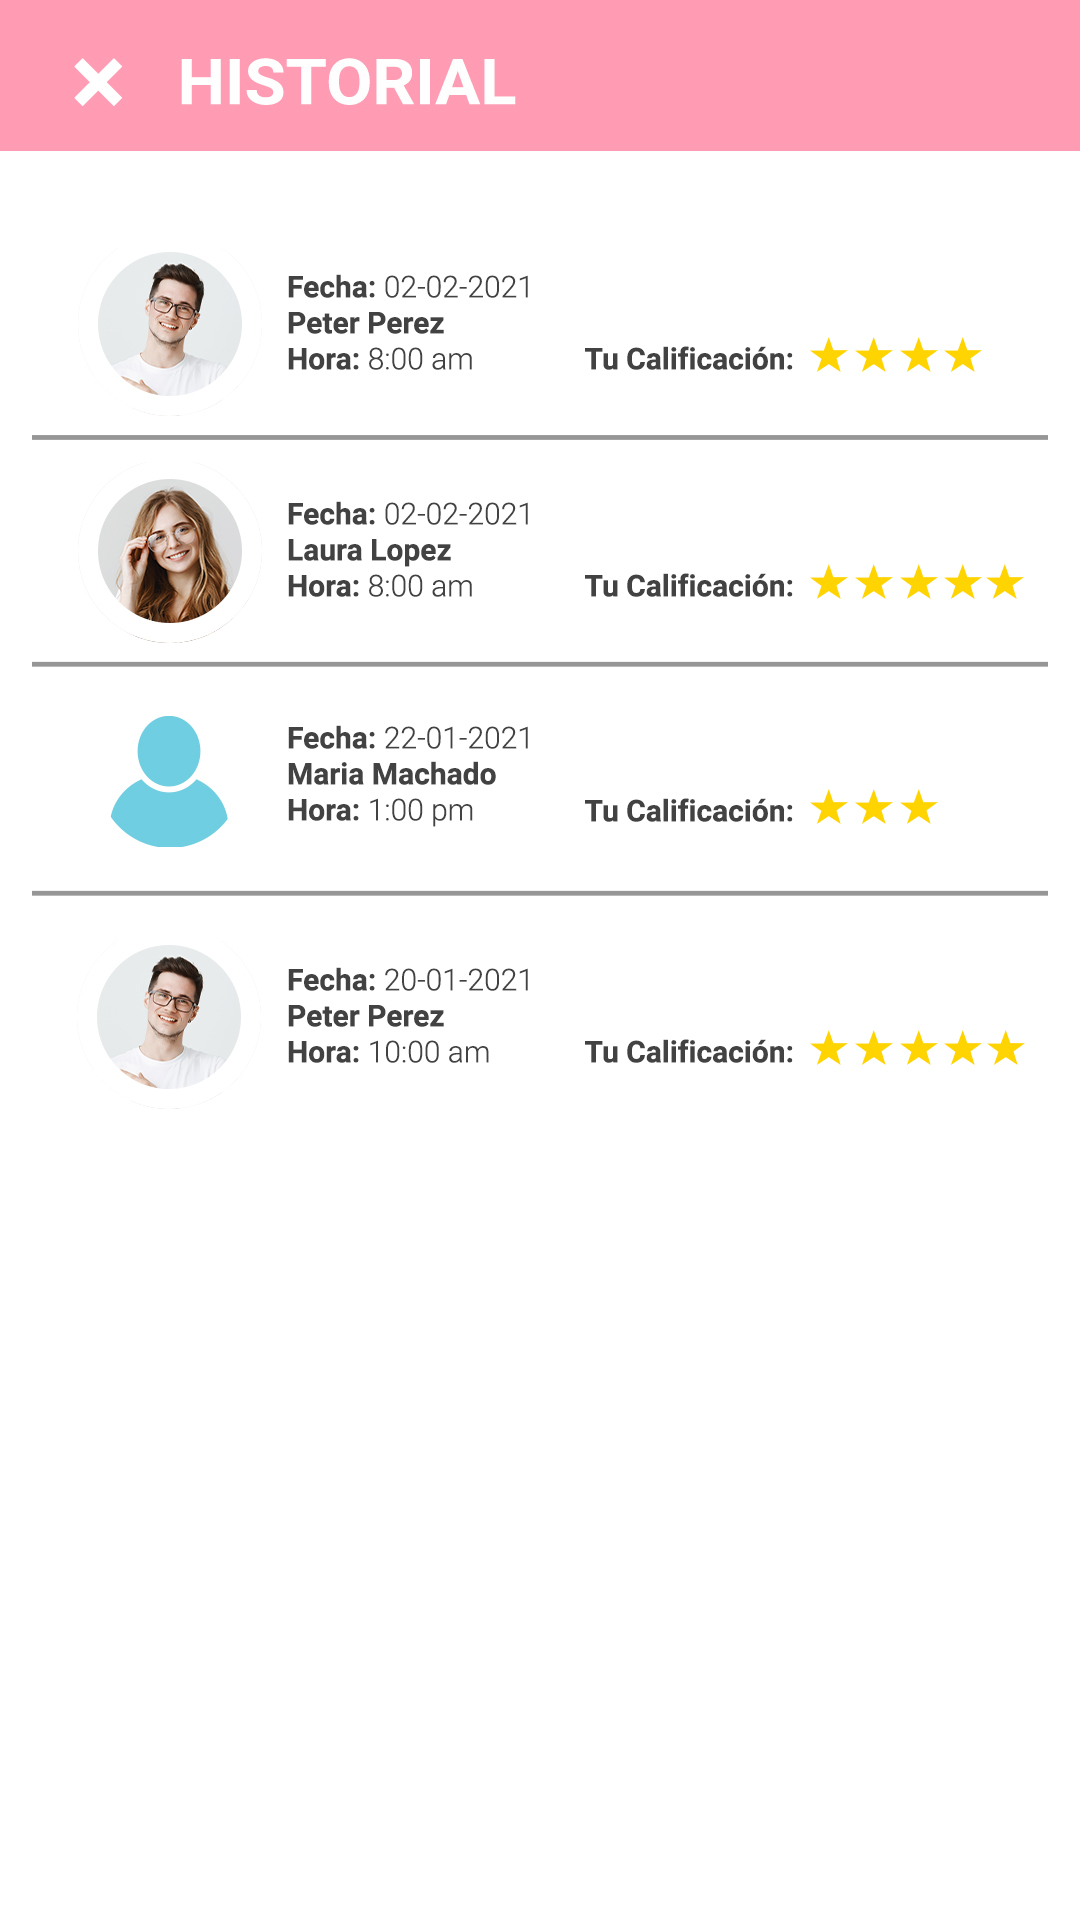 HISTORIAL
Fecha: 02-02-2021
Peter Perez
Hora: 8:00 am Tu Calificación:
Fecha: 02-02-2021
Laura Lopez
Hora: 8:00 am Tu Calificación:
Fecha: 22-01-2021
Maria Machado
Hora: 1:00 pm Tu Calificación:
Fecha: 20-01-2021
Peter Perez
Hora: 10:00 am Tu Calificación: